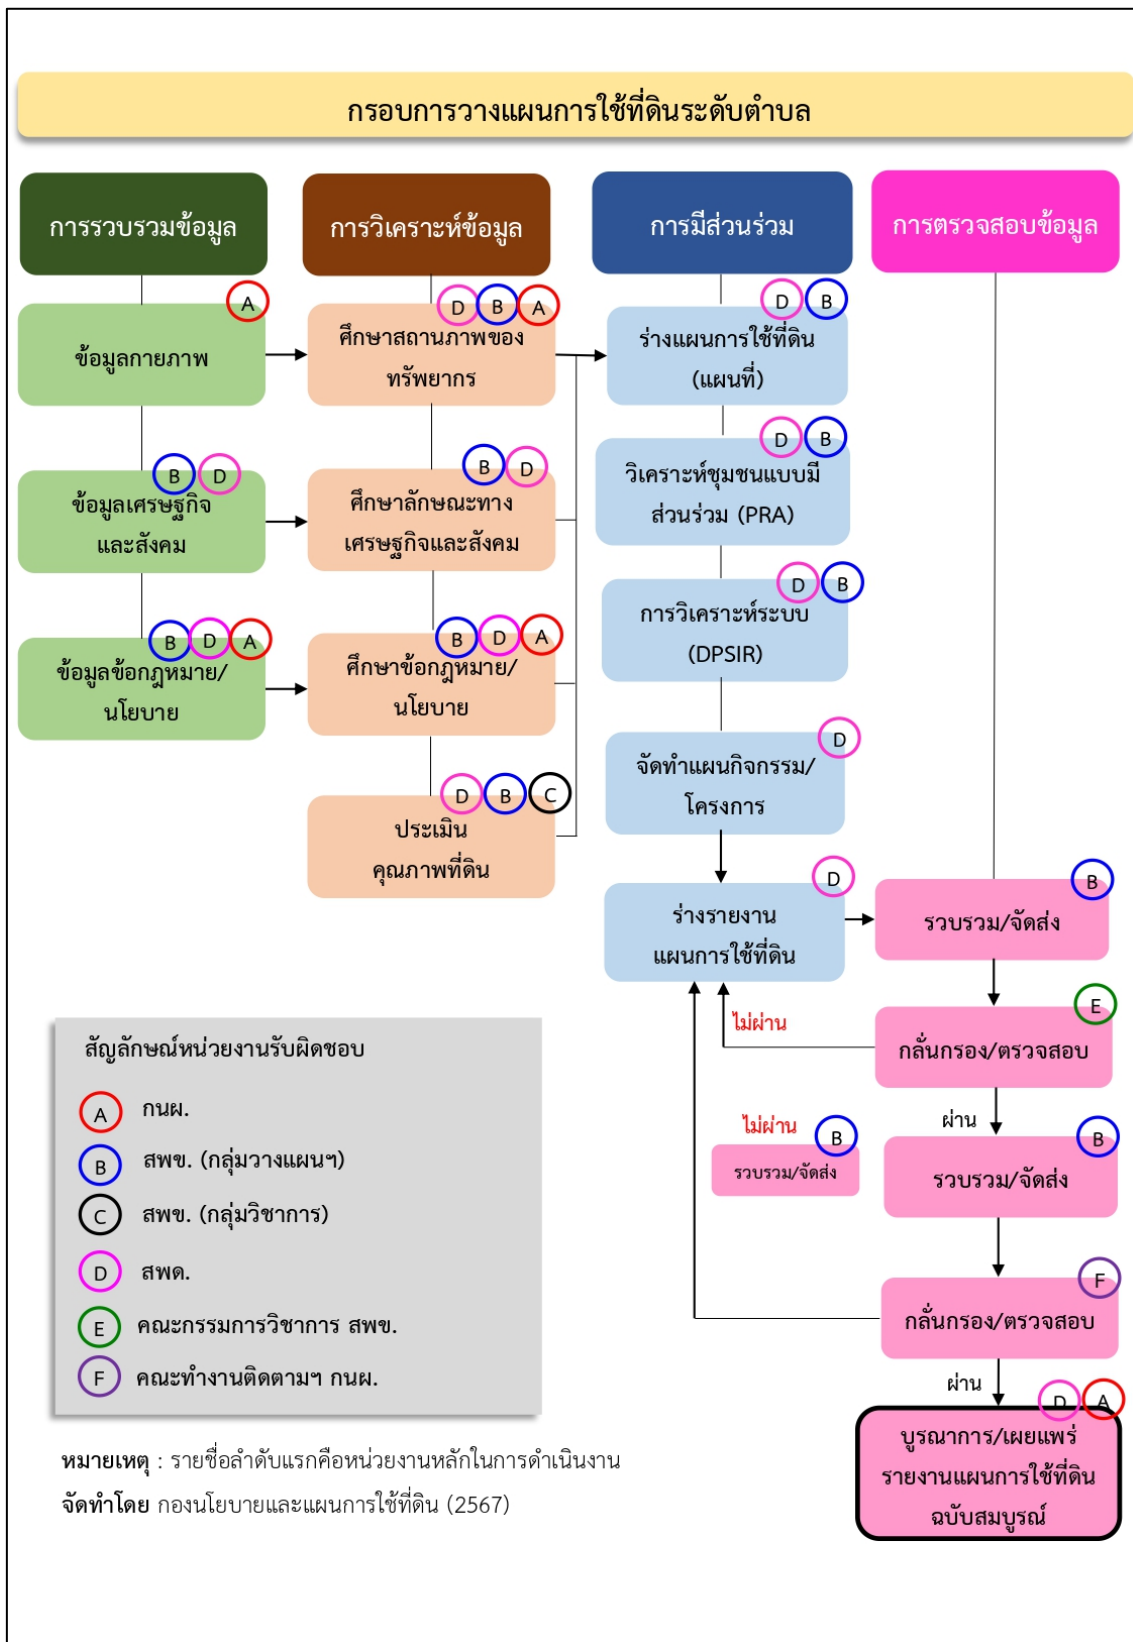 กรอบการวางแผนการใช้ที่ดินระดับตำบล
การรวบรวมข้อมูล
A
ข้อมูลกายภาพ
B D
ข้อมูลเศรษฐกิจ
และสังคม
B D A
ข้อมูลข้อกฎหมาย/
นโยบาย
การวิเคราะห์ข้อมูล
D B A
ศึกษาสถานภาพของ
ทรัพยากร
B D
ศึกษาลักษณะทาง
เศรษฐกิจและสังคม
B D A
ศึกษาข้อกฎหมาย/
นโยบาย
D B C
ประเมิน
คุณภาพที่ดิน
การมีส่วนร่วม
D B
ร่างแผนการใช้ที่ดิน
(แผนที่)
D B
วิเคราะห์ชุมชนแบบมี
ส่วนร่วม (PRA)
D B
การวิเคราะห์ระบบ
(DPSIR)
D
จัดทำแผนกิจกรรม/
โครงการ
D
ร่างรายงาน
แผนการใช้ที่ดิน
การตรวจสอบข้อมูล
B
รวบรวม/จัดส่ง
E
กลั่นกรอง/ตรวจสอบ
ไม่ผ่าน
ผ่าน
B
รวบรวม/จัดส่ง
ไม่ผ่าน
B
รวบรวม/จัดส่ง
F
กลั่นกรอง/ตรวจสอบ
ผ่าน
D A
บูรณาการ/เผยแพร่
รายงานแผนการใช้ที่ดิน
ฉบับสมบูรณ์
สัญลักษณ์หน่วยงานรับผิดชอบ
A กนผ.
B สพข. (กลุ่มวางแผนฯ)
C สพข. (กลุ่มวิชาการ)
D สพด.
E คณะกรรมการวิชาการ สพข.
F คณะทำงานติดตามฯ กนผ.
หมายเหตุ : รายชื่อลำดับแรกคือหน่วยงานหลักในการดำเนินงาน
จัดทำโดย กองนโยบายและแผนการใช้ที่ดิน (2567)